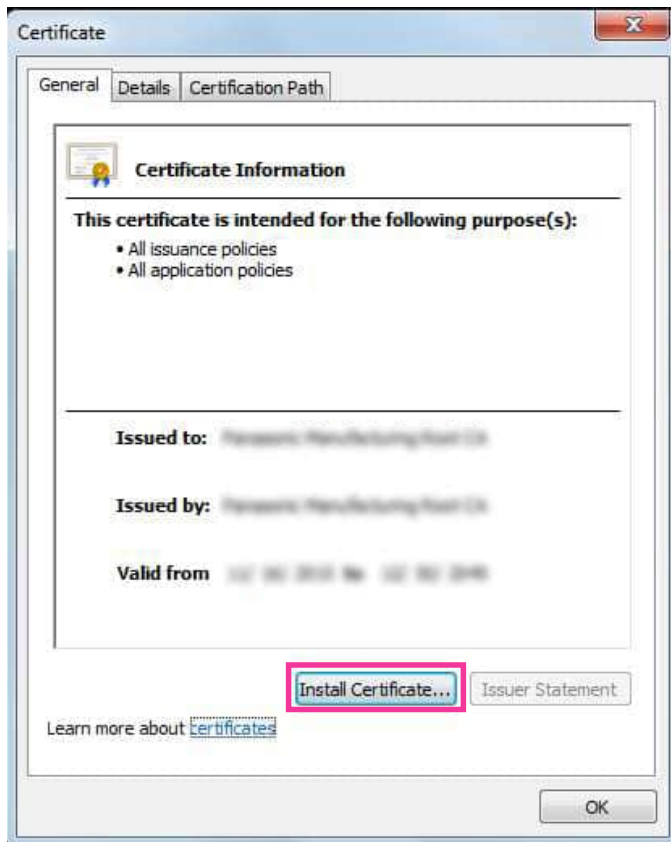 Certificate
General Details Certification Path
Certificate Information
This certificate is intended for the following purpose(s):
• All issuance policies
• All application policies
Issued to:
Issued by:
Valid from
Install Certificate... Issuer Statement
Learn more about certificates
OK